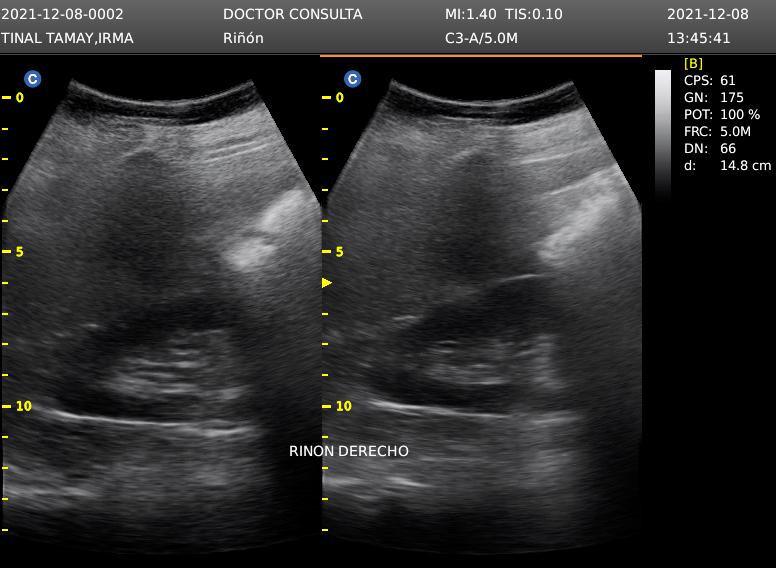 2021-12-08-0002 DOCTOR CONSULTA MI:1.40 TIS:0.10 2021-12-08
TINAL TAMAY,IRMA Riñón C3-A/5.0M 13:45:41
[B]
CPS: 61
GN: 175
POT: 100 %
FRC: 5.0M
DN: 66
d: 14.8 cm
C C
0 0
5 5
10 10
RINON DERECHO